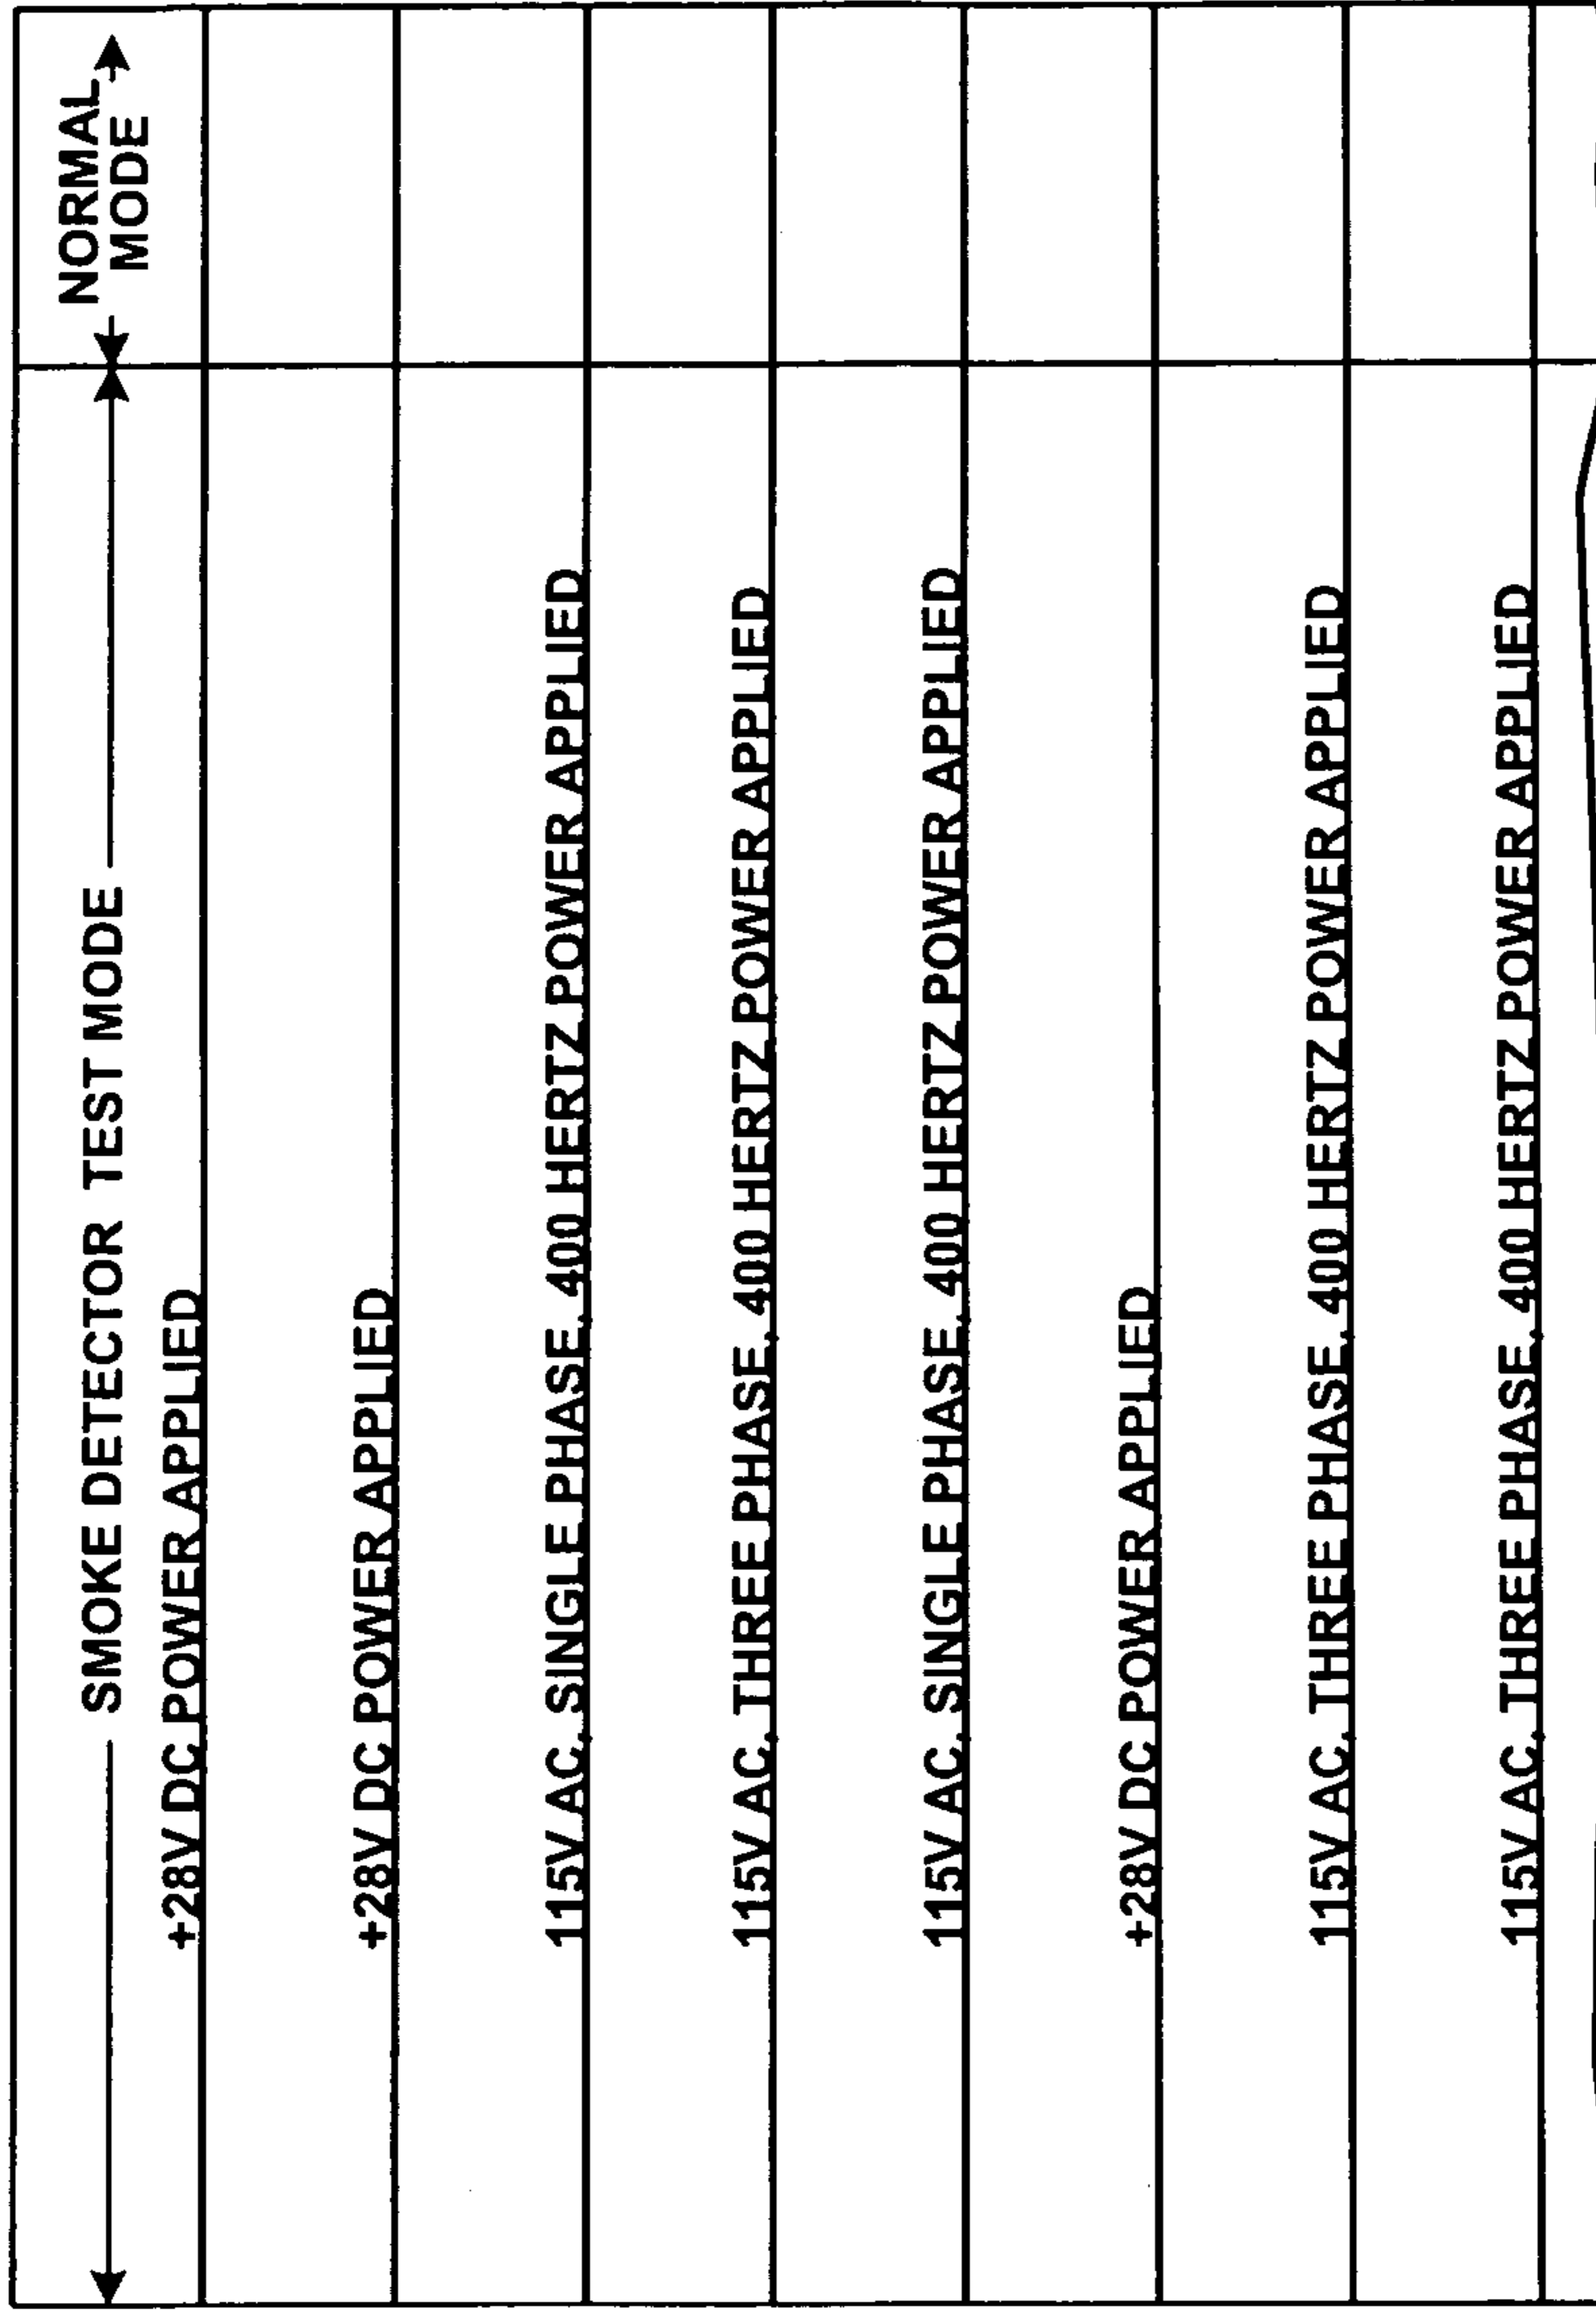 SMOKE DETECTOR TEST MODE
NORMAL
MODE
+28V DC POWER APPLIED
+28V DC POWER APPLIED
115V AC, SINGLE PHASE, 400 HERTZ POWER APPLIED
115V AC, THREE PHASE, 400 HERTZ POWER APPLIED
115V AC, SINGLE PHASE, 400 HERTZ POWER APPLIED
+28V DC POWER APPLIED
115V AC, THREE PHASE, 400 HERTZ POWER APPLIED
115V AC, THREE PHASE, 400 HERTZ POWER APPLIED